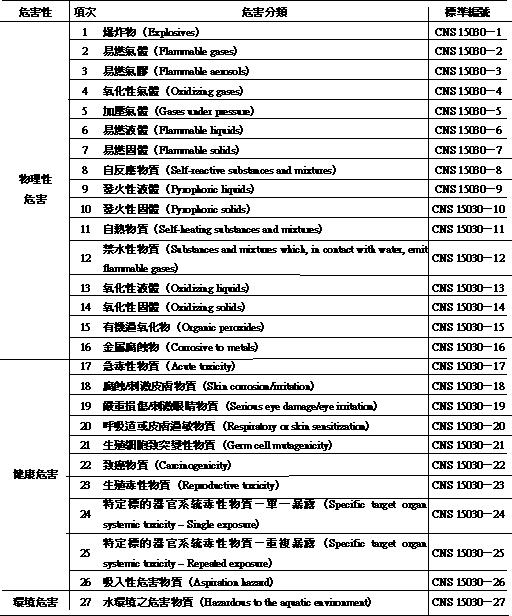 危害性 項次 危害分類 標準編號
物理性
危害
1 爆炸物（Explosives） CNS 15030－1
2 易燃氣體（Flammable gases） CNS 15030－2
3 易燃氣膠（Flammable aerosols） CNS 15030－3
4 氧化性氣體（Oxidizing gases） CNS 15030－4
5 加壓氣體（Gases under pressure） CNS 15030－5
6 易燃液體（Flammable liquids） CNS 15030－6
7 易燃固體（Flammable solids） CNS 15030－7
8 自反應物質（Self-reactive substances and mixtures） CNS 15030－8
9 發火性液體（Pyrophoric liquids） CNS 15030－9
10 發火性固體（Pyrophoric solids） CNS 15030－10
11 自熱物質（Self-heating substances and mixtures） CNS 15030－11
12 禁水性物質（Substances and mixtures which, in contact with water, emit
flammable gases） CNS 15030－12
13 氧化性液體（Oxidizing liquids） CNS 15030－13
14 氧化性固體（Oxidizing solids） CNS 15030－14
15 有機過氧化物（Organic peroxides） CNS 15030－15
16 金屬腐蝕物（Corrosive to metals） CNS 15030－16
健康危害
17 急毒性物質（Acute toxicity） CNS 15030－17
18 腐蝕/刺激皮膚物質（Skin corrosion/irritation） CNS 15030－18
19 嚴重損傷/刺激眼睛物質（Serious eye damage/eye irritation） CNS 15030－19
20 呼吸道或皮膚過敏物質（Respiratory or skin sensitization） CNS 15030－20
21 生殖細胞致突變性物質（Germ cell mutagenicity） CNS 15030－21
22 致癌物質（Carcinogenicity） CNS 15030－22
23 生殖毒性物質（Reproductive toxicity） CNS 15030－23
24 特定標的器官系統毒性物質－單一暴露（Specific target organ
systemic toxicity – Single exposure） CNS 15030－24
25 特定標的器官系統毒性物質－重複暴露（Specific target organ
systemic toxicity – Repeated exposure） CNS 15030－25
26 吸入性危害物質（Aspiration hazard） CNS 15030－26
環境危害 27 水環境之危害物質（Hazardous to the aquatic environment） CNS 15030－27